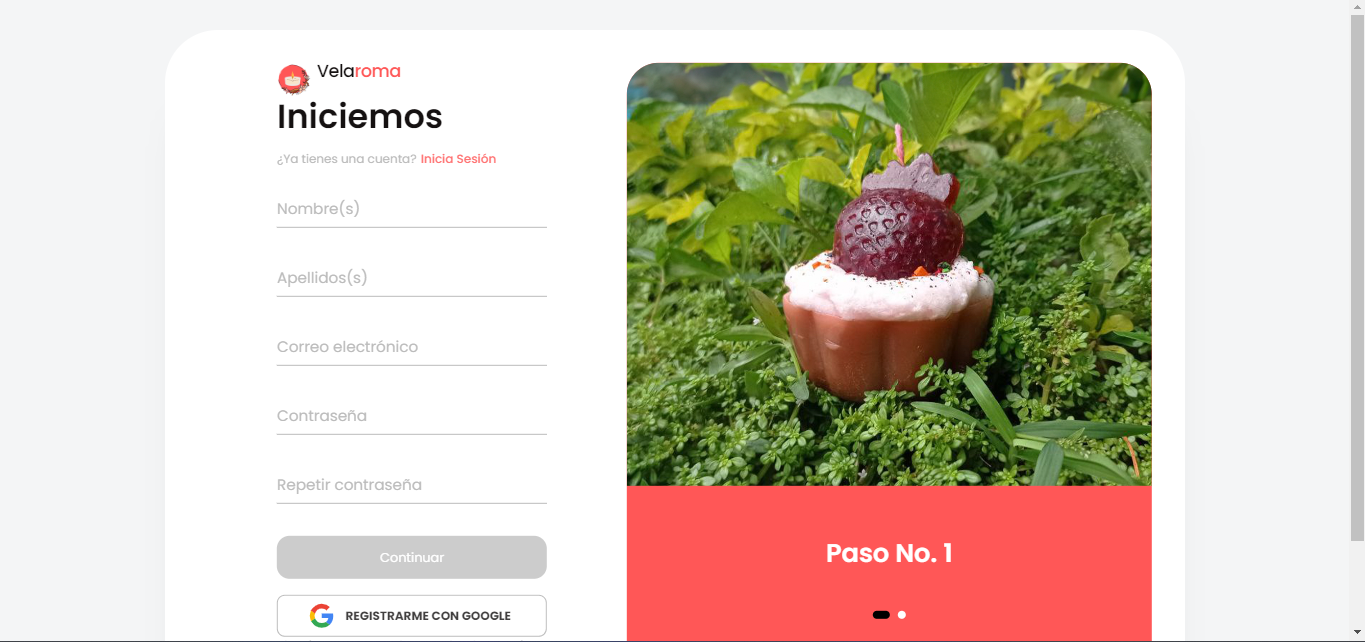 Velaroma
Iniciemos
¿Ya tienes una cuenta? Inicia Sesión
Nombre(s)
Apellidos(s)
Correo electrónico
Contraseña
Repetir contraseña
Continuar
REGISTRARME CON GOOGLE
Paso No. 1